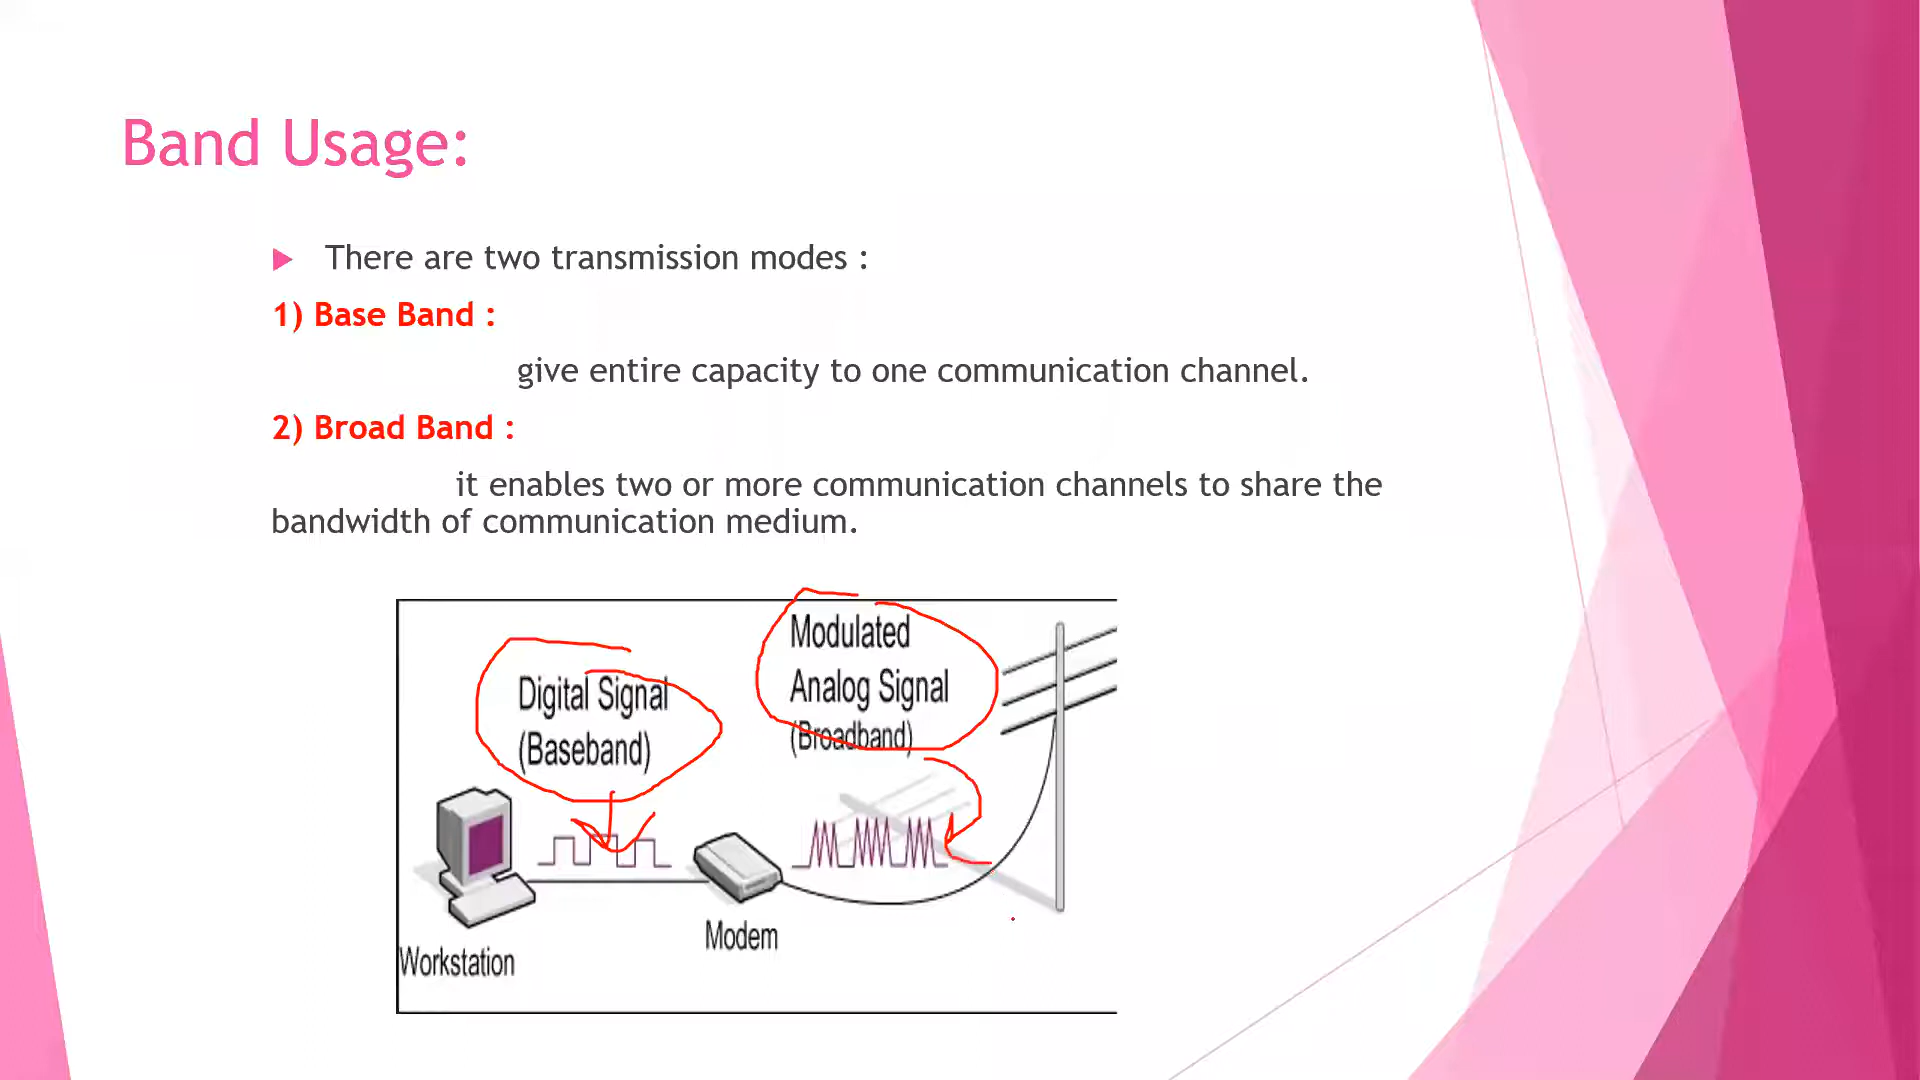 Band Usage:
There are two transmission modes :
1) Base Band :
give entire capacity to one communication channel.
2) Broad Band :
it enables two or more communication channels to share the
bandwidth of communication medium.
Digital Signal
(Baseband)
Modulated
Analog Signal
(Broadband)
Workstation
Modem